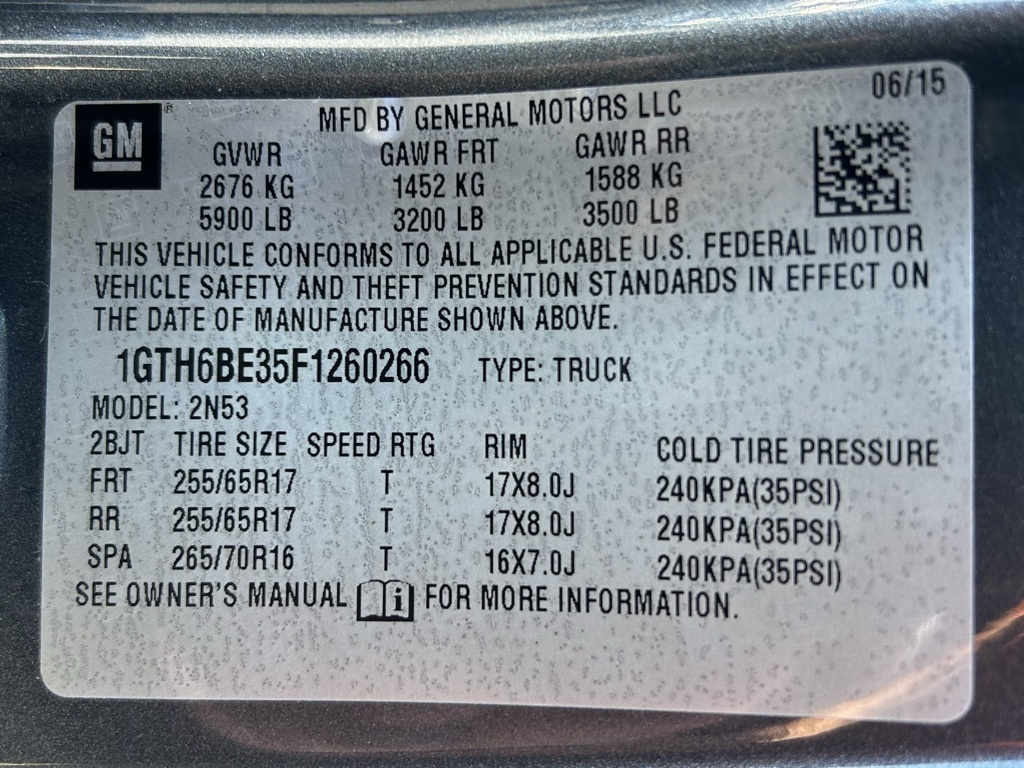 06/15
GM
MFD BY GENERAL MOTORS LLC
GVWR GAWR FRT GAWR RR
2676 KG 1452 KG 1588 KG
5900 LB 3200 LB 3500 LB
THIS VEHICLE CONFORMS TO ALL APPLICABLE U.S. FEDERAL MOTOR
VEHICLE SAFETY AND THEFT PREVENTION STANDARDS IN EFFECT ON
THE DATE OF MANUFACTURE SHOWN ABOVE.
1GTH6BE35F1260266 TYPE: TRUCK
MODEL: 2N53
2BJT TIRE SIZE SPEED RTG RIM COLD TIRE PRESSURE
FRT 255/65R17 T 17X8.0J 240KPA(35PSI)
RR 255/65R17 T 17X8.0J 240KPA(35PSI)
SPA 265/70R16 T 16X7.0J 240KPA(35PSI)
SEE OWNER'S MANUAL i FOR MORE INFORMATION.